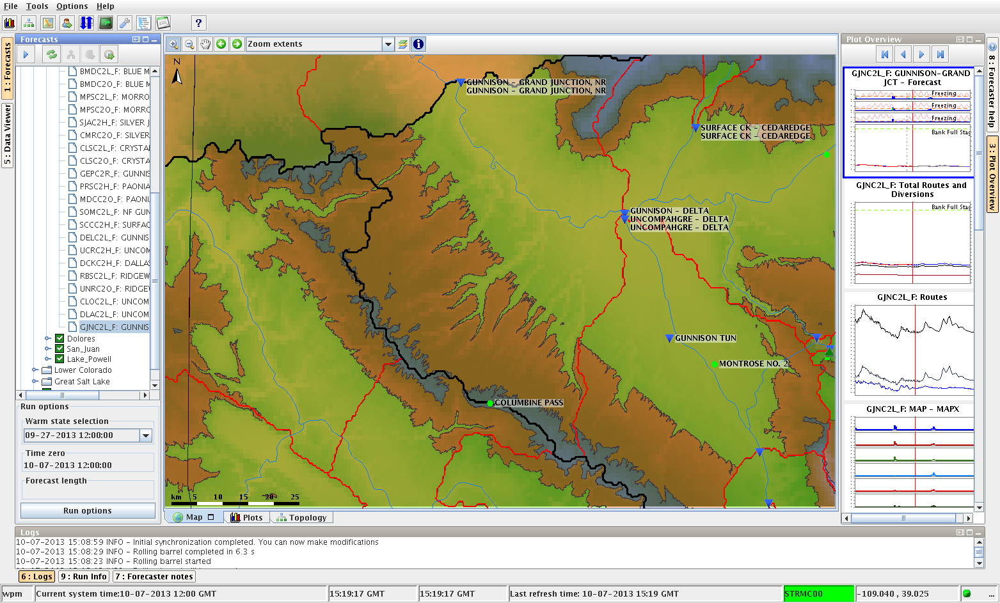 File Tools Options Help
?
1 : Forecasts
5 : Data Viewer
Forecasts
BMDC2L_F: BLUE M
BMDC2O_F: BLUE M
MPSC2L_F: MORRO
MPSC2O_F: MORRO
SJAC2H_F: SILVER J
CMRC2O_F: SILVER
CLSC2L_F: CRYSTAL
CLSC2O_F: CRYSTA
GEPC2R_F: GUNNIS
PRSC2H_F: PAONIA
MDCC2O_F: PAONI
SOMC2L_F: NF GUN
SCCC2H_F: SURFAC
DELC2L_F: GUNNIS
UCRC2H_F: UNCOM
DCKC2H_F: DALLAS
RBSC2L_F: RIDGEW
UNRC2O_F: RIDGEW
CLOC2L_F: UNCOM
DLAC2L_F: UNCOM
GJNC2L_F: GUNNIS
Dolores
San_Juan
Lake_Powell
Lower Colorado
Great Salt Lake
Run options
Warm state selection
09-27-2013 12:00:00
Time zero
10-07-2013 12:00:00
Forecast length
Run options
Zoom extents
N
GUNNISON - GRAND JUNCTION, NR
GUNNISON - GRAND JUNCTION, NR
SURFACE CK - CEDAREDGE
SURFACE CK - CEDAREDGE
GUNNISON - DELTA
UNCOMPAHGRE - DELTA
UNCOMPAHGRE - DELTA
GUNNISON TUN
MONTROSE NO. 2
COLUMBINE PASS
km 5 10 15 20 25
Map
Plots
Topology
Plot Overview
GJNC2L_F: GUNNISON-GRAND
JCT - Forecast
Freezing
Freezing
Freezing
Bank Full Stag
GJNC2L_F: Total Routes and
Diversions
Bank Full Stag
GJNC2L_F: Routes
GJNC2L_F: MAP - MAPX
8 : Forecaster help
3 : Plot Overview
Logs
10-07-2013 15:08:59 INFO - Initial synchronization completed. You can now make modifications
10-07-2013 15:08:29 INFO - Rolling barrel completed in 6.3 s
10-07-2013 15:08:23 INFO - Rolling barrel started
6 : Logs
9 : Run Info
7 : Forecaster notes
wpm
Current system time:10-07-2013 12:00 GMT
15:19:17 GMT
15:19:17 GMT
Last refresh time: 10-07-2013 15:19 GMT
STRMC00
-109.040 , 39.025
...